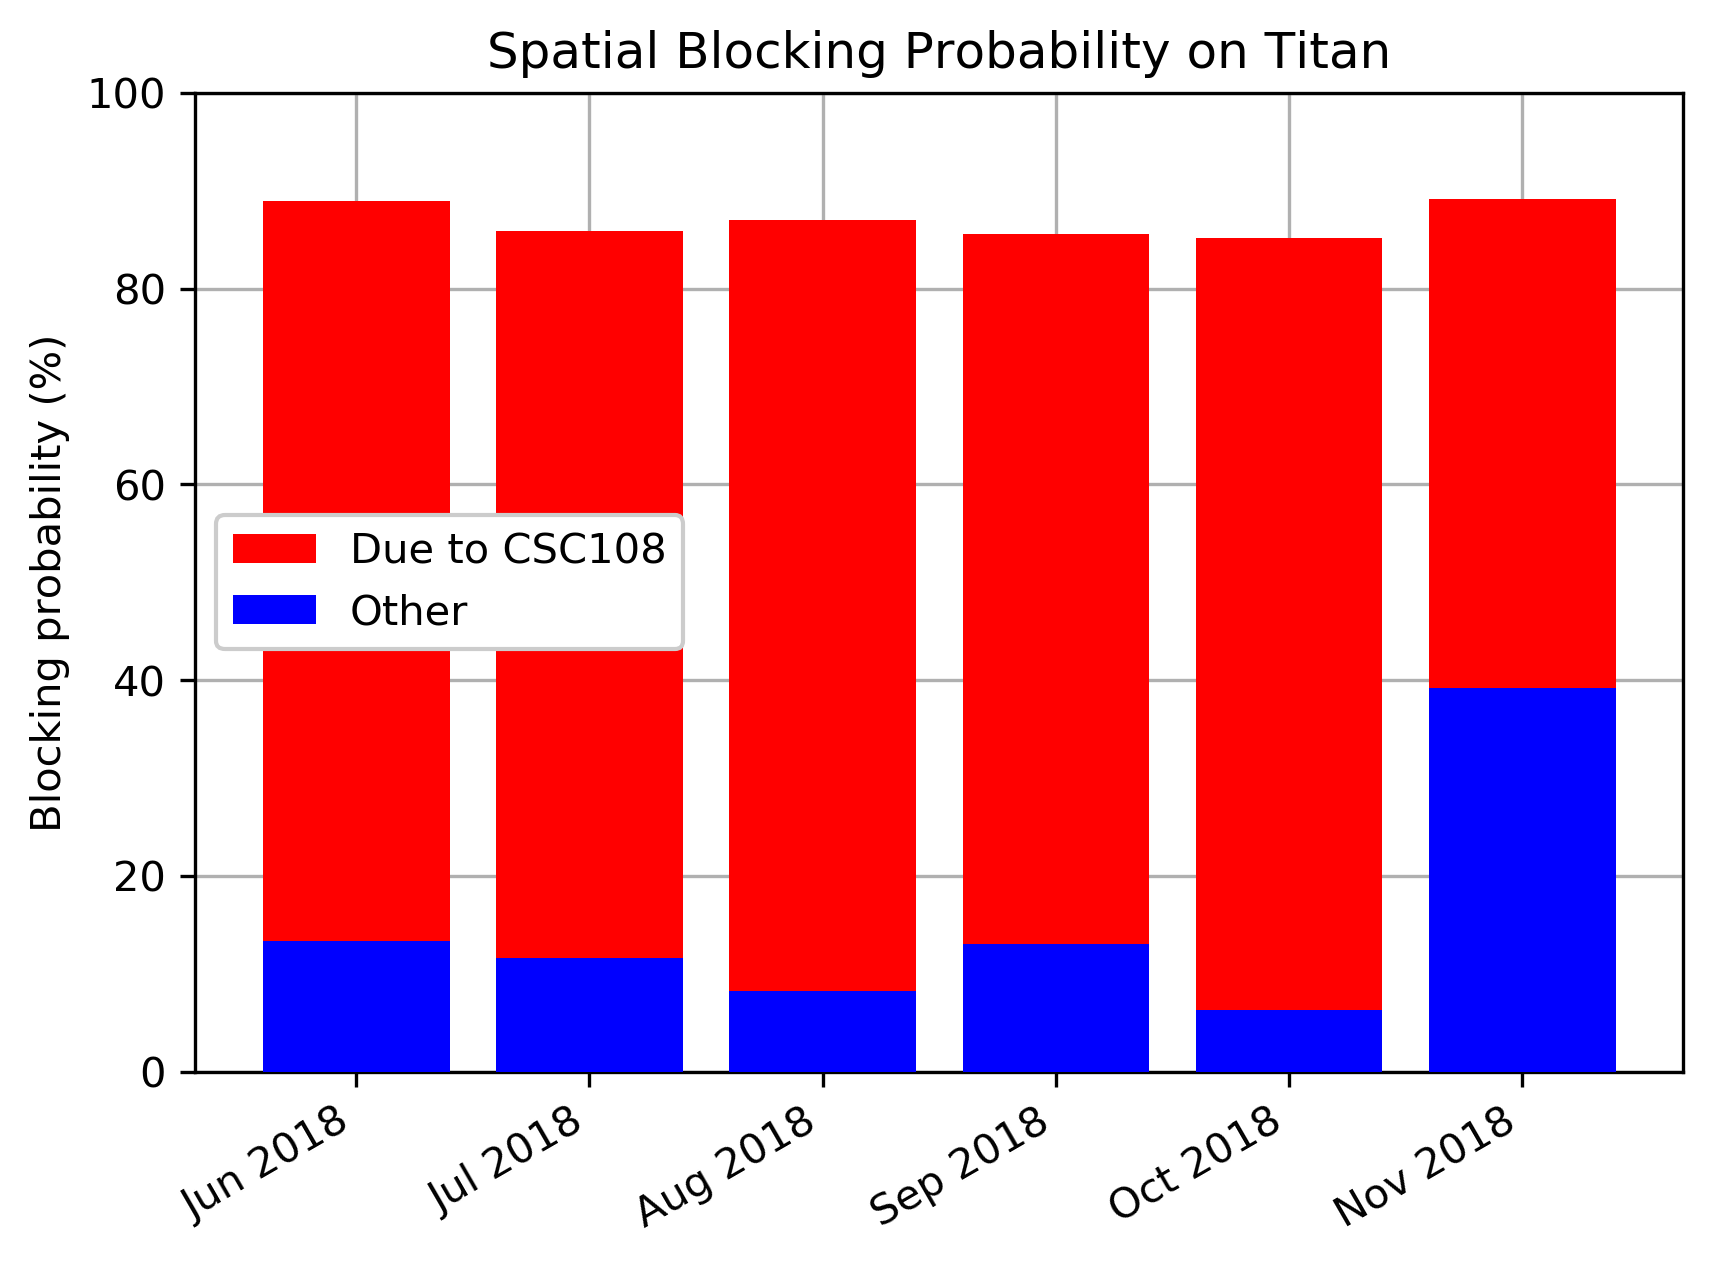 Spatial Blocking Probability on Titan
Blocking probability (%)
100
80
60
40
20
0
Due to CSC108
Other
Jun 2018
Jul 2018
Aug 2018
Sep 2018
Oct 2018
Nov 2018